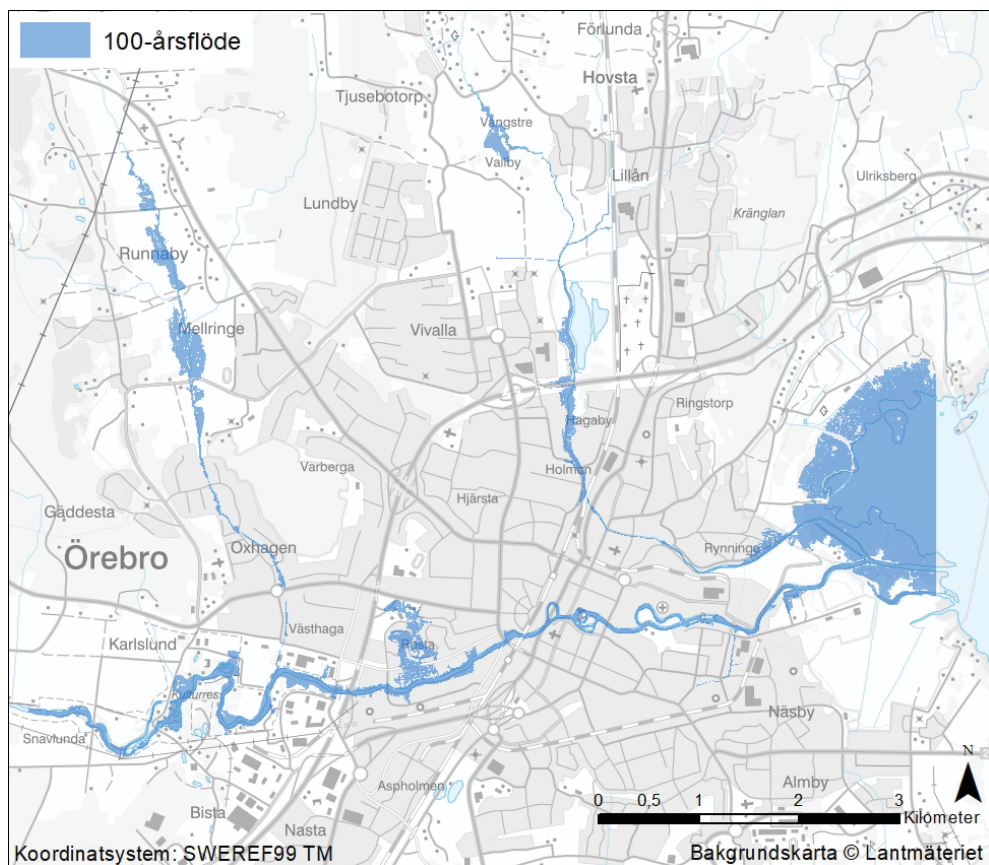 100-årsflöde
Förlunda
Hovsta
Tjusebotorp
Vallby
Lillån
Ulriksberg
Lundby
Kränglan
Runnaby
Mellringe
Vivalla
Ringstorp
Hagaby
Holmen
Varberga
Hjärsta
Gäddesta
Örebro
Oxhagen
Rynninge
Västhaga
Karlslund
Rosta
Snavlunda
Näsby
Aspholmen
Almby
Bista
Nasta
N
0 0,5 1 2 3
Kilometer
Koordinatsystem: SWEREF99 TM
Bakgrundskarta © Lantmäteriet